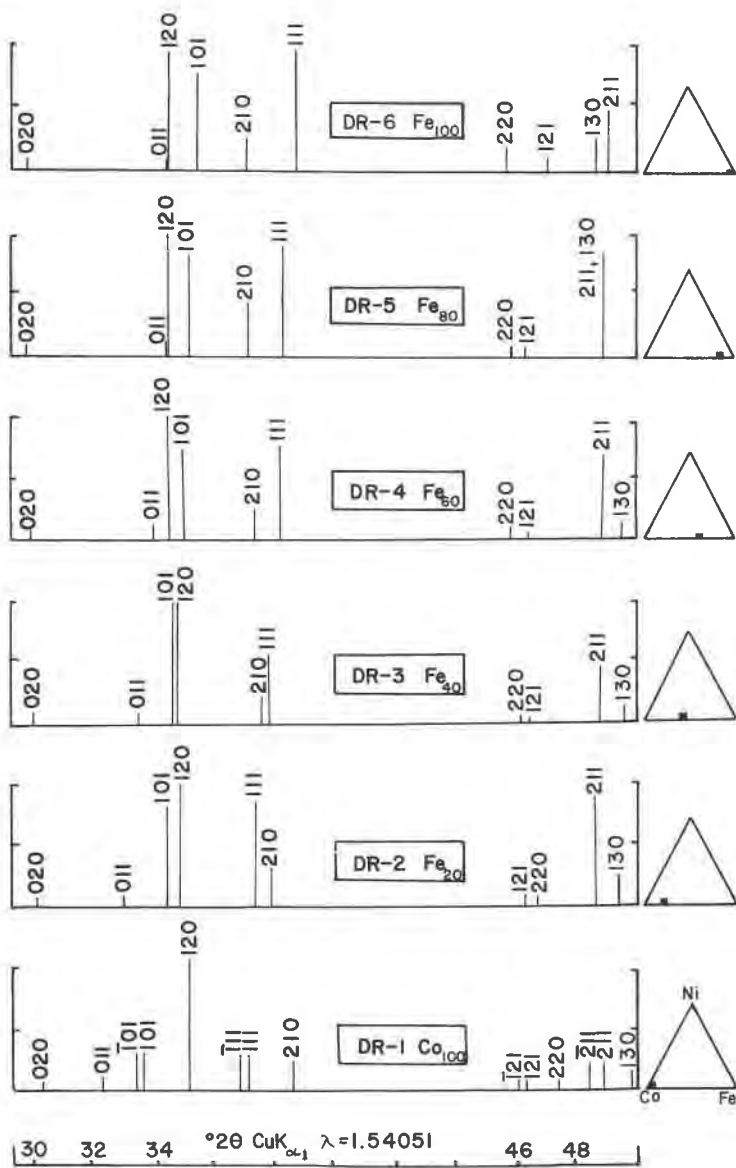 020 011 120 101 210 111 DR-6 Fe100 220 121 130 211
020 011 120 101 210 111 DR-5 Fe80 220 121 211,130
020 011 120 101 210 111 DR-4 Fe60 220 121 211 130
020 011 101 120 210 111 DR-3 Fe40 220 121 211 130
020 011 101 120 111 210 DR-2 Fe20 121 220 211 130
020 011 1̄01 101 120 1̄11 111 210 DR-1 Co100 1̄21 121 220 2̄11 211 130
Ni
Co Fe
°2θ CuKα1 λ=1.54051
30 32 34 46 48